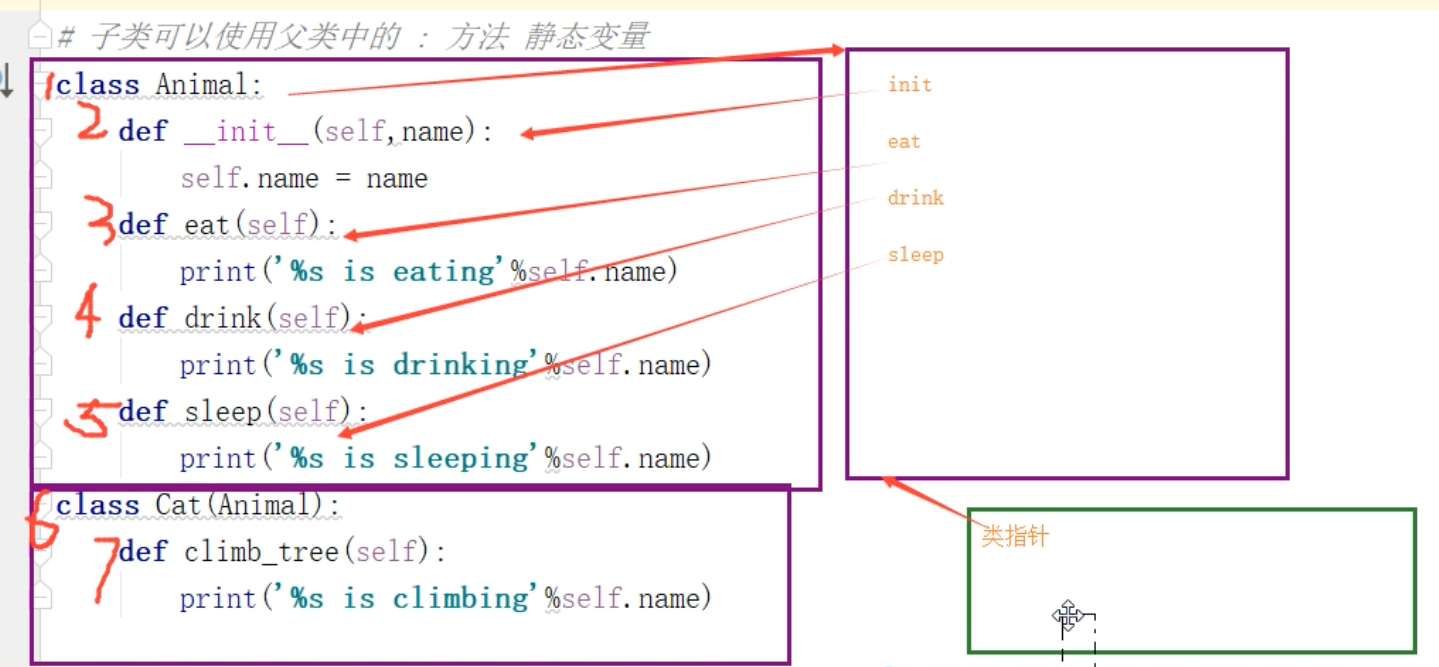 # 子类可以使用父类中的 : 方法 静态变量
1 class Animal:
2 def __init__(self,name):
self.name = name
3 def eat(self):
print('%s is eating'%self.name)
4 def drink(self):
print('%s is drinking'%self.name)
5 def sleep(self):
print('%s is sleeping'%self.name)
6 class Cat(Animal):
7 def climb_tree(self):
print('%s is climbing'%self.name)
init
eat
drink
sleep
类指针